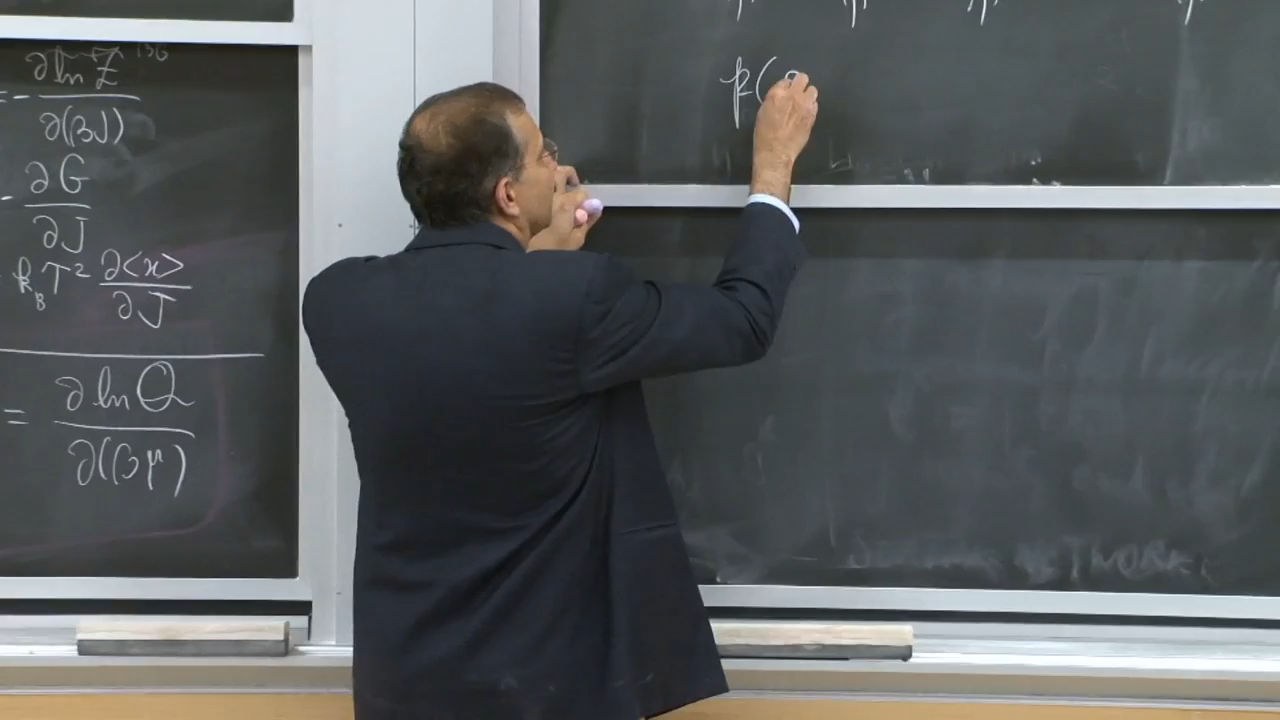 = - ∂ ln Z / ∂(βJ)
- ∂G / ∂J
k_B T² ∂<x> / ∂J
= ∂ ln Q / ∂(βμ)
p(